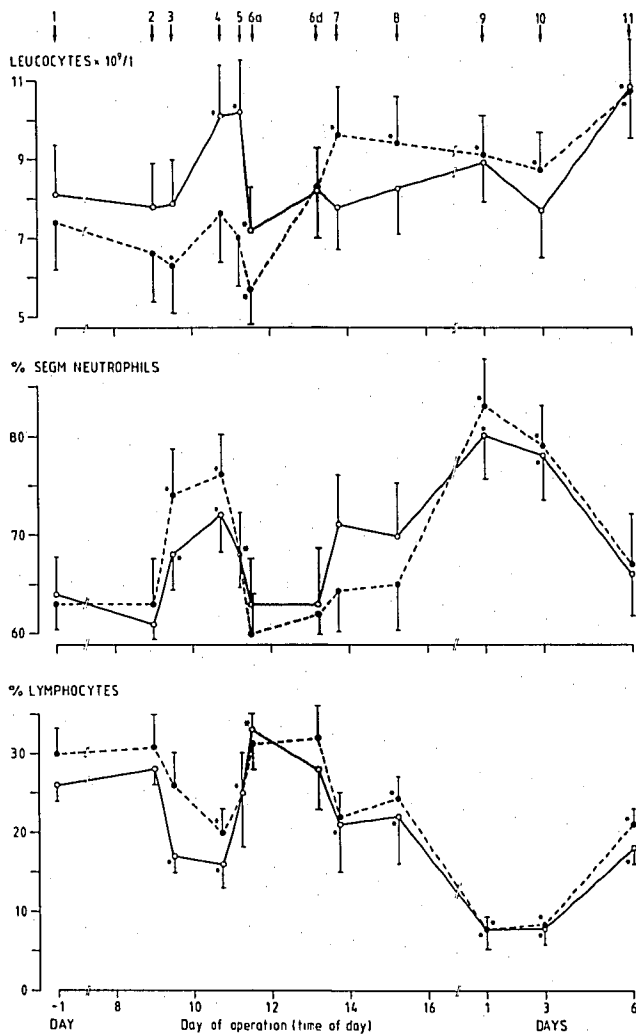 1 2 3 4 5 6a 6d 7 8 9 10 11
LEUCOCYTES × 10⁹/l
11
9
7
5
% SEGM NEUTROPHILS
80
70
60
% LYMPHOCYTES
30
20
10
0
-1 8 10 12 14 16 1 3 6
DAY Day of operation (time of day) DAYS